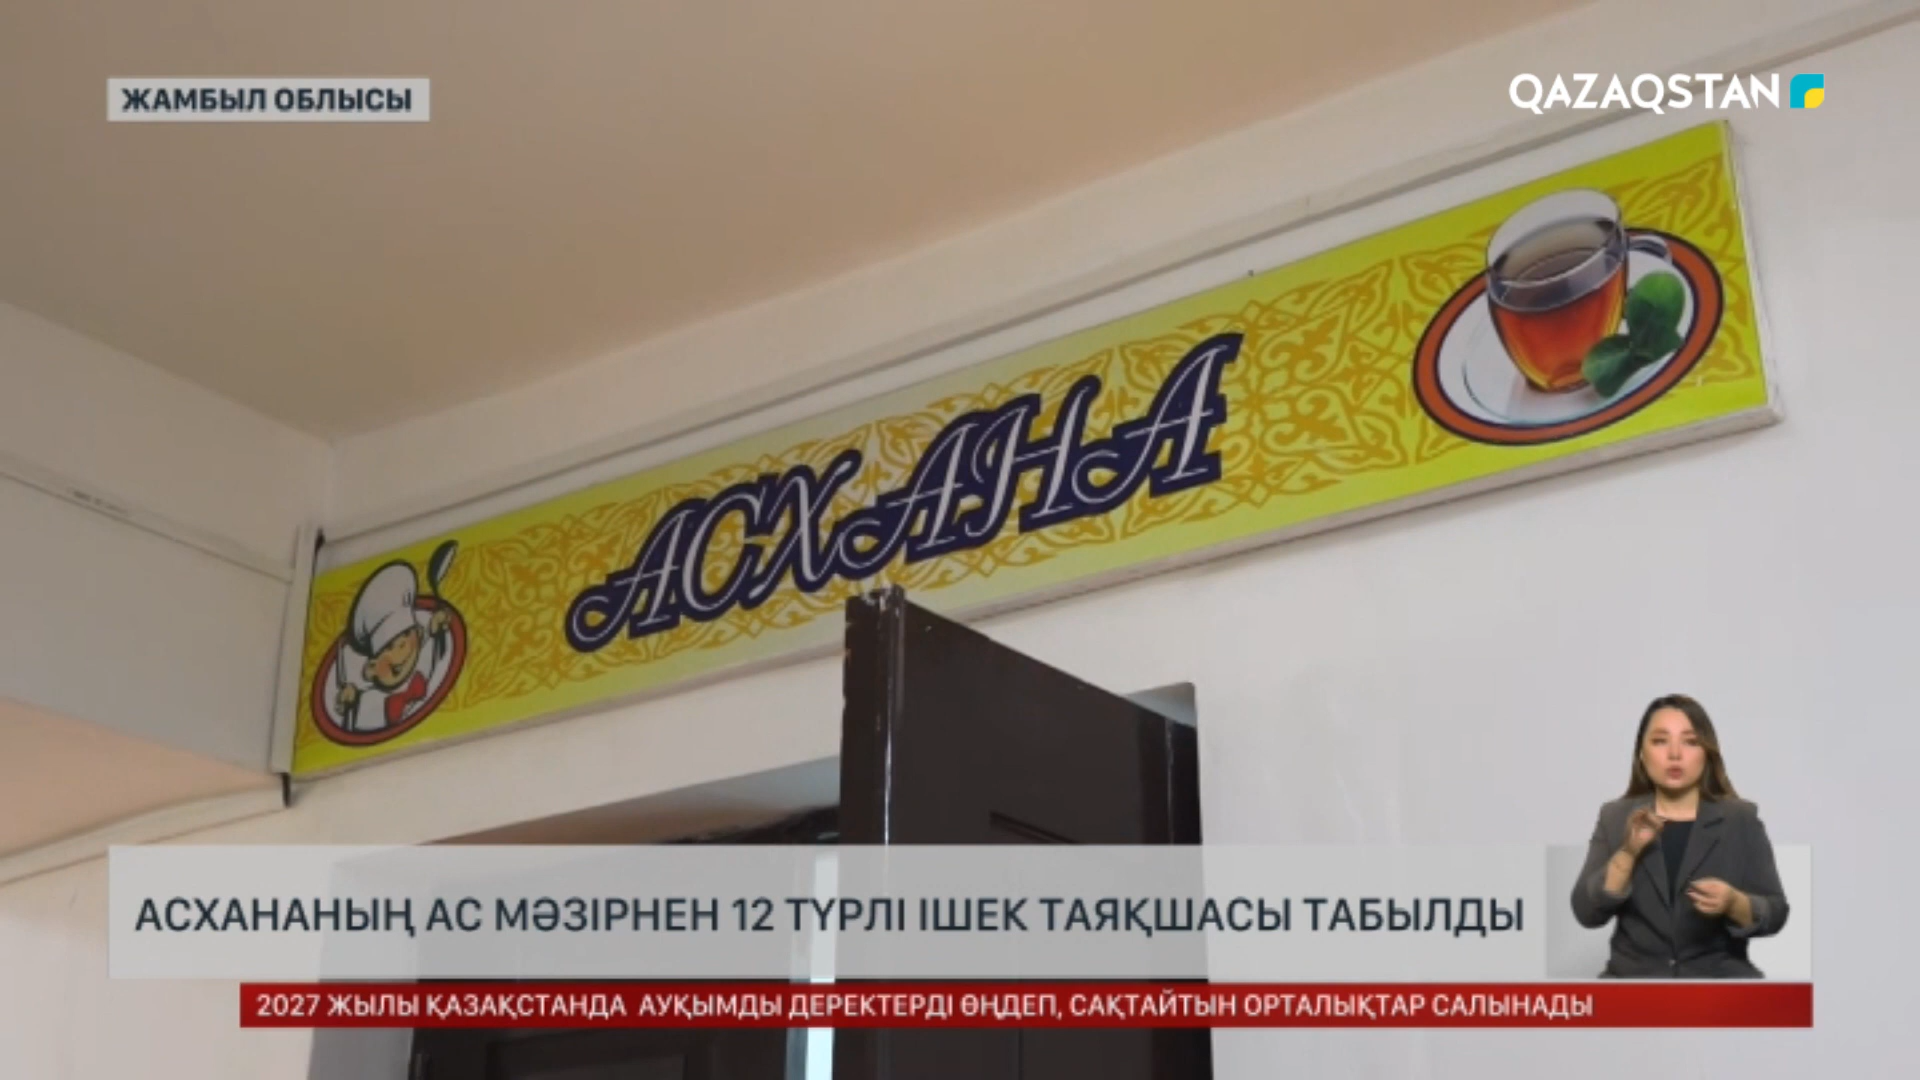 ЖАМБЫЛ ОБЛЫСЫ
QAZAQSTAN
АСХАНА
АСХАНАНЫҢ АС МӘЗІРНЕН 12 ТҮРЛІ ІШЕК ТАЯҚШАСЫ ТАБЫЛДЫ
2027 ЖЫЛЫ ҚАЗАҚСТАНДА АУҚЫМДЫ ДЕРЕКТЕРДІ ӨҢДЕП, САҚТАЙТЫН ОРТАЛЫҚТАР САЛЫНАДЫ